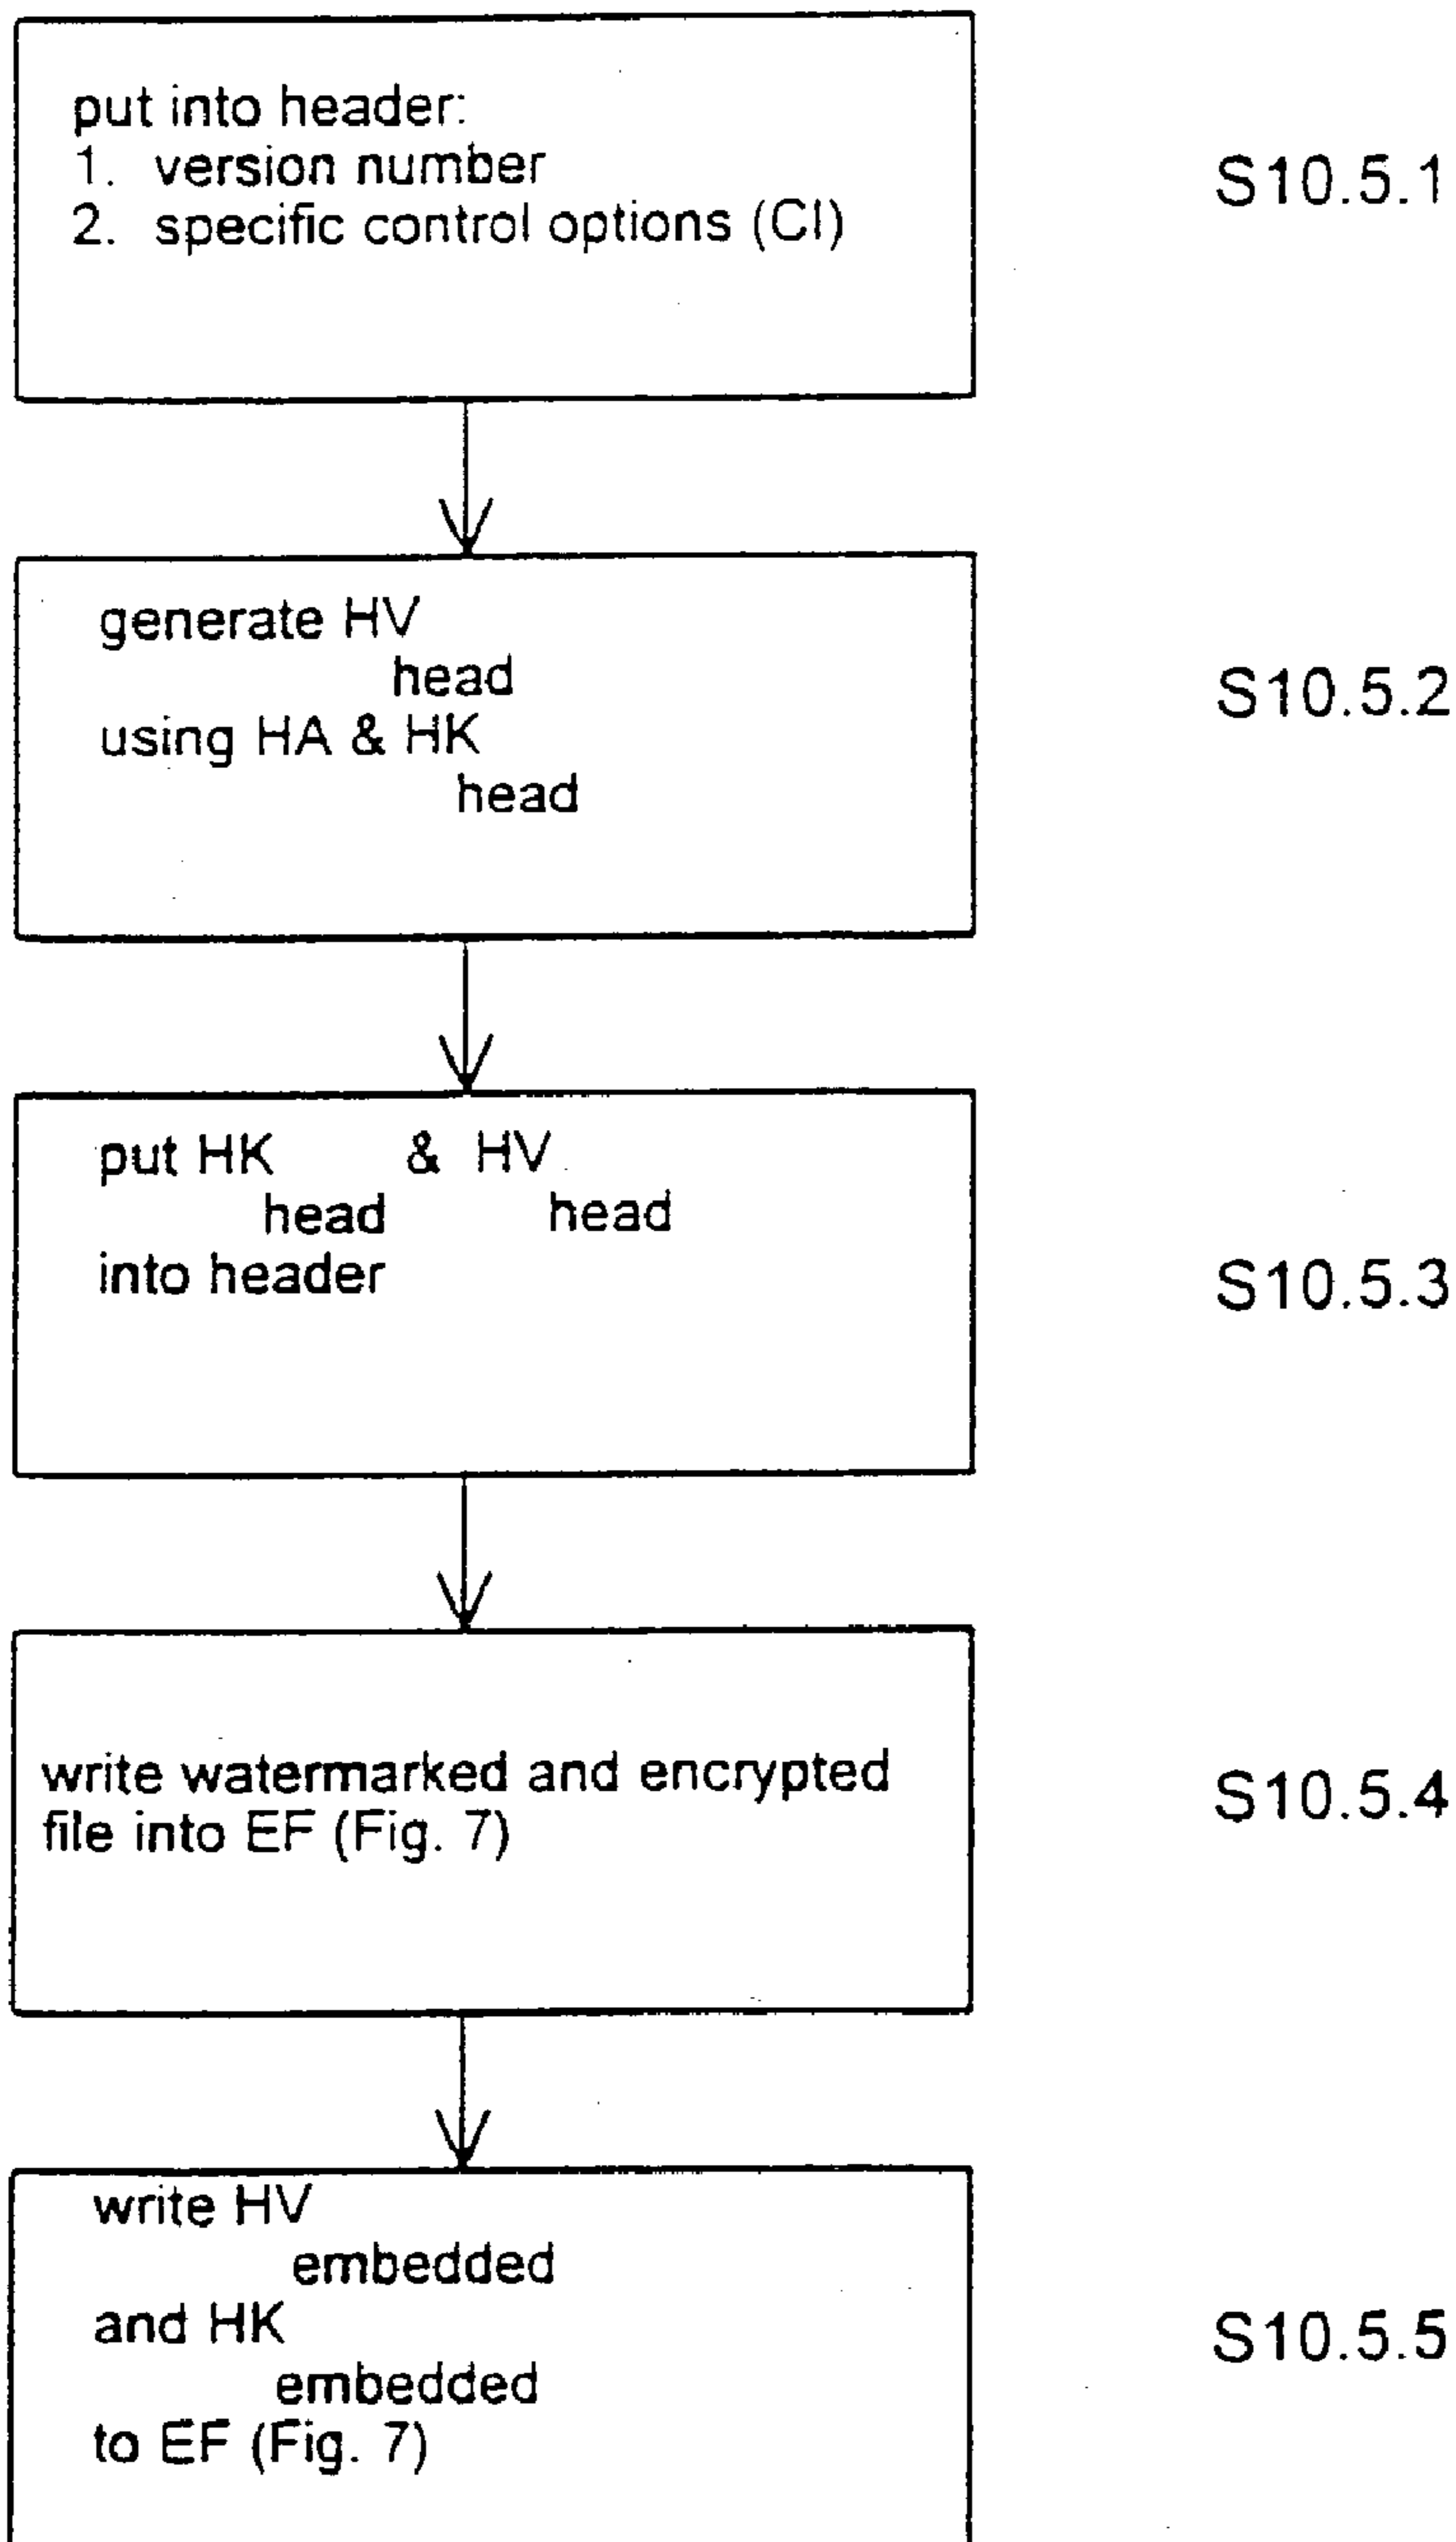 put into header:
1. version number
2. specific control options (CI)
S10.5.1
generate HV
head
using HA & HK
head
S10.5.2
put HK & HV
head head
into header
S10.5.3
write watermarked and encrypted
file into EF (Fig. 7)
S10.5.4
write HV
embedded
and HK
embedded
to EF (Fig. 7)
S10.5.5